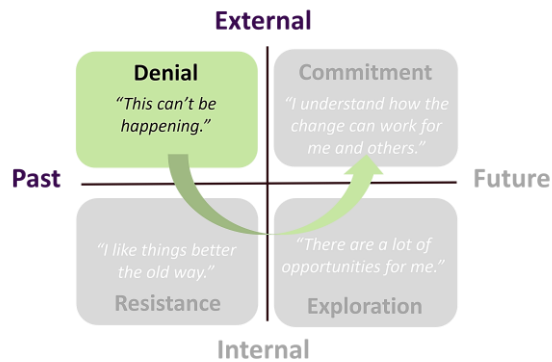 External
Denial
“This can’t be
happening.”
Commitment
“I understand how the
change can work for
me and others.”
Past
Future
“I like things better
the old way.”
Resistance
“There are a lot of
opportunities for me.”
Exploration
Internal